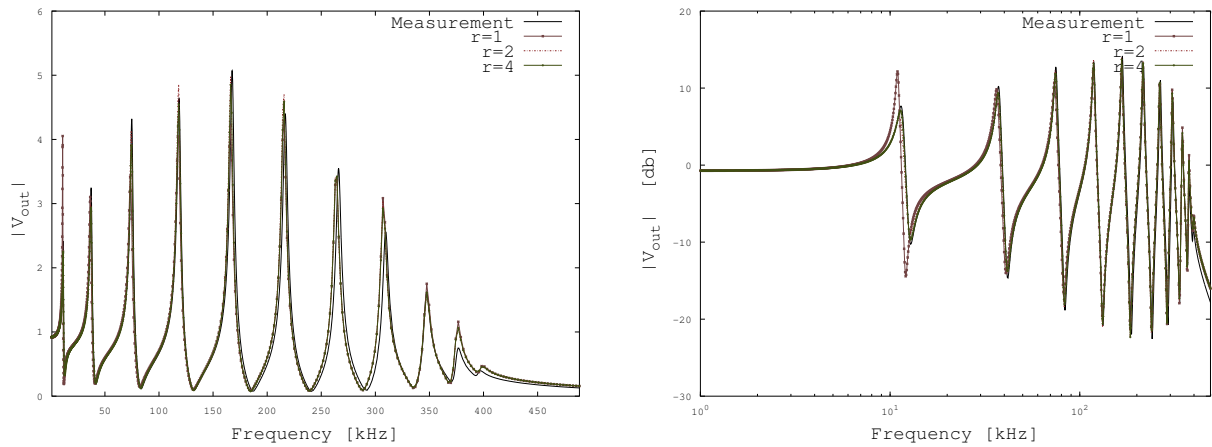 6
5
4
3
2
1
0
|Vout|
50 100 150 200 250 300 350 400 450
Frequency [kHz]
Measurement
r=1
r=2
r=4
20
10
0
-10
-20
-30
|Vout| [db]
10^0 10^1 10^2
Frequency [kHz]
Measurement
r=1
r=2
r=4